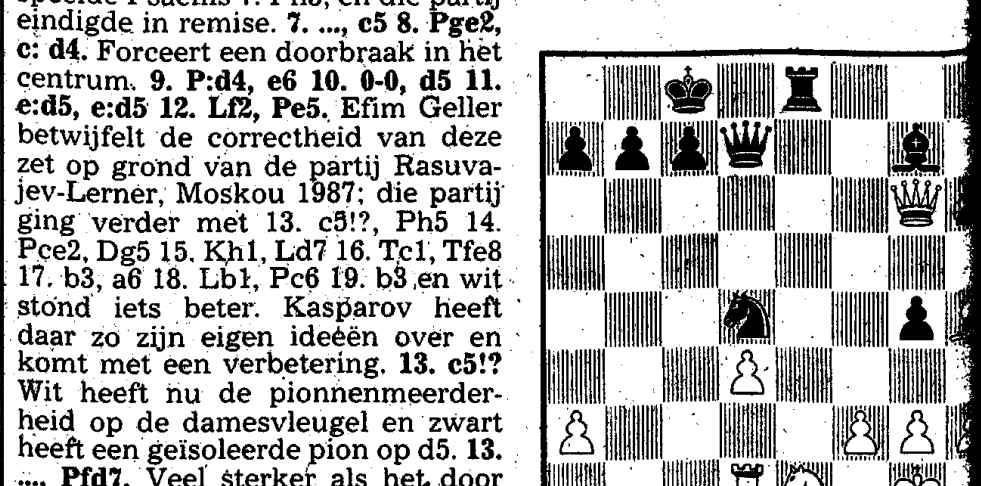 eindigde in remise. 7. ..., c5 8. Pge2,
c: d4. Forceert een doorbraak in het
centrum. 9. P:d4, e6 10. 0-0, d5 11.
e:d5, e:d5 12. Lf2, Pe5. Efim Geller
betwijfelt de correctheid van deze
zet op grond van de partij Rasuva-
jev-Lerner, Moskou 1987; die partij
ging verder met 13. c5!?, Ph5 14.
Pce2, Dg5 15. Kh1, Ld7 16. Tc1, Tfe8
17. b3, a6 18. Lb1, Pc6 19. b3 en wit
stond iets beter. Kasparov heeft
daar zo zijn eigen ideeën over en
komt met een verbetering. 13. c5!?
Wit heeft nu de pionnenmeerder-
heid op de damesvleugel en zwart
heeft een geïsoleerde pion op d5. 13.
..., Pfd7. Veel sterker als het door